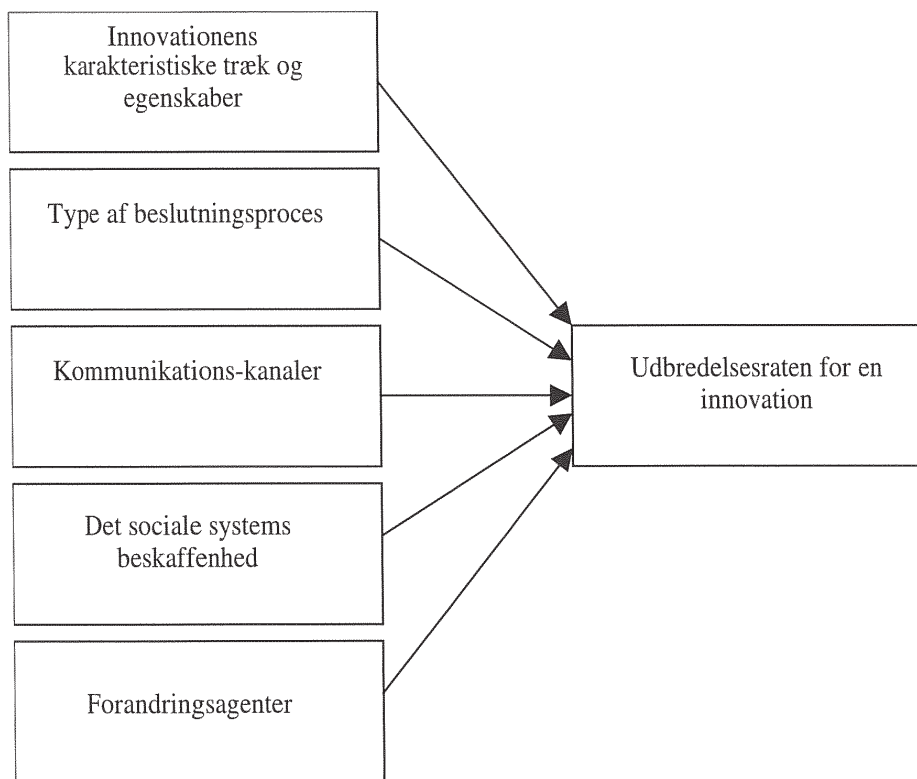 Innovationens
karakteristiske træk og
egenskaber
Type af beslutningsproces
Kommunikations-kanaler
Det sociale systems
beskaffenhed
Forandringsagenter
Udbredelsesraten for en
innovation